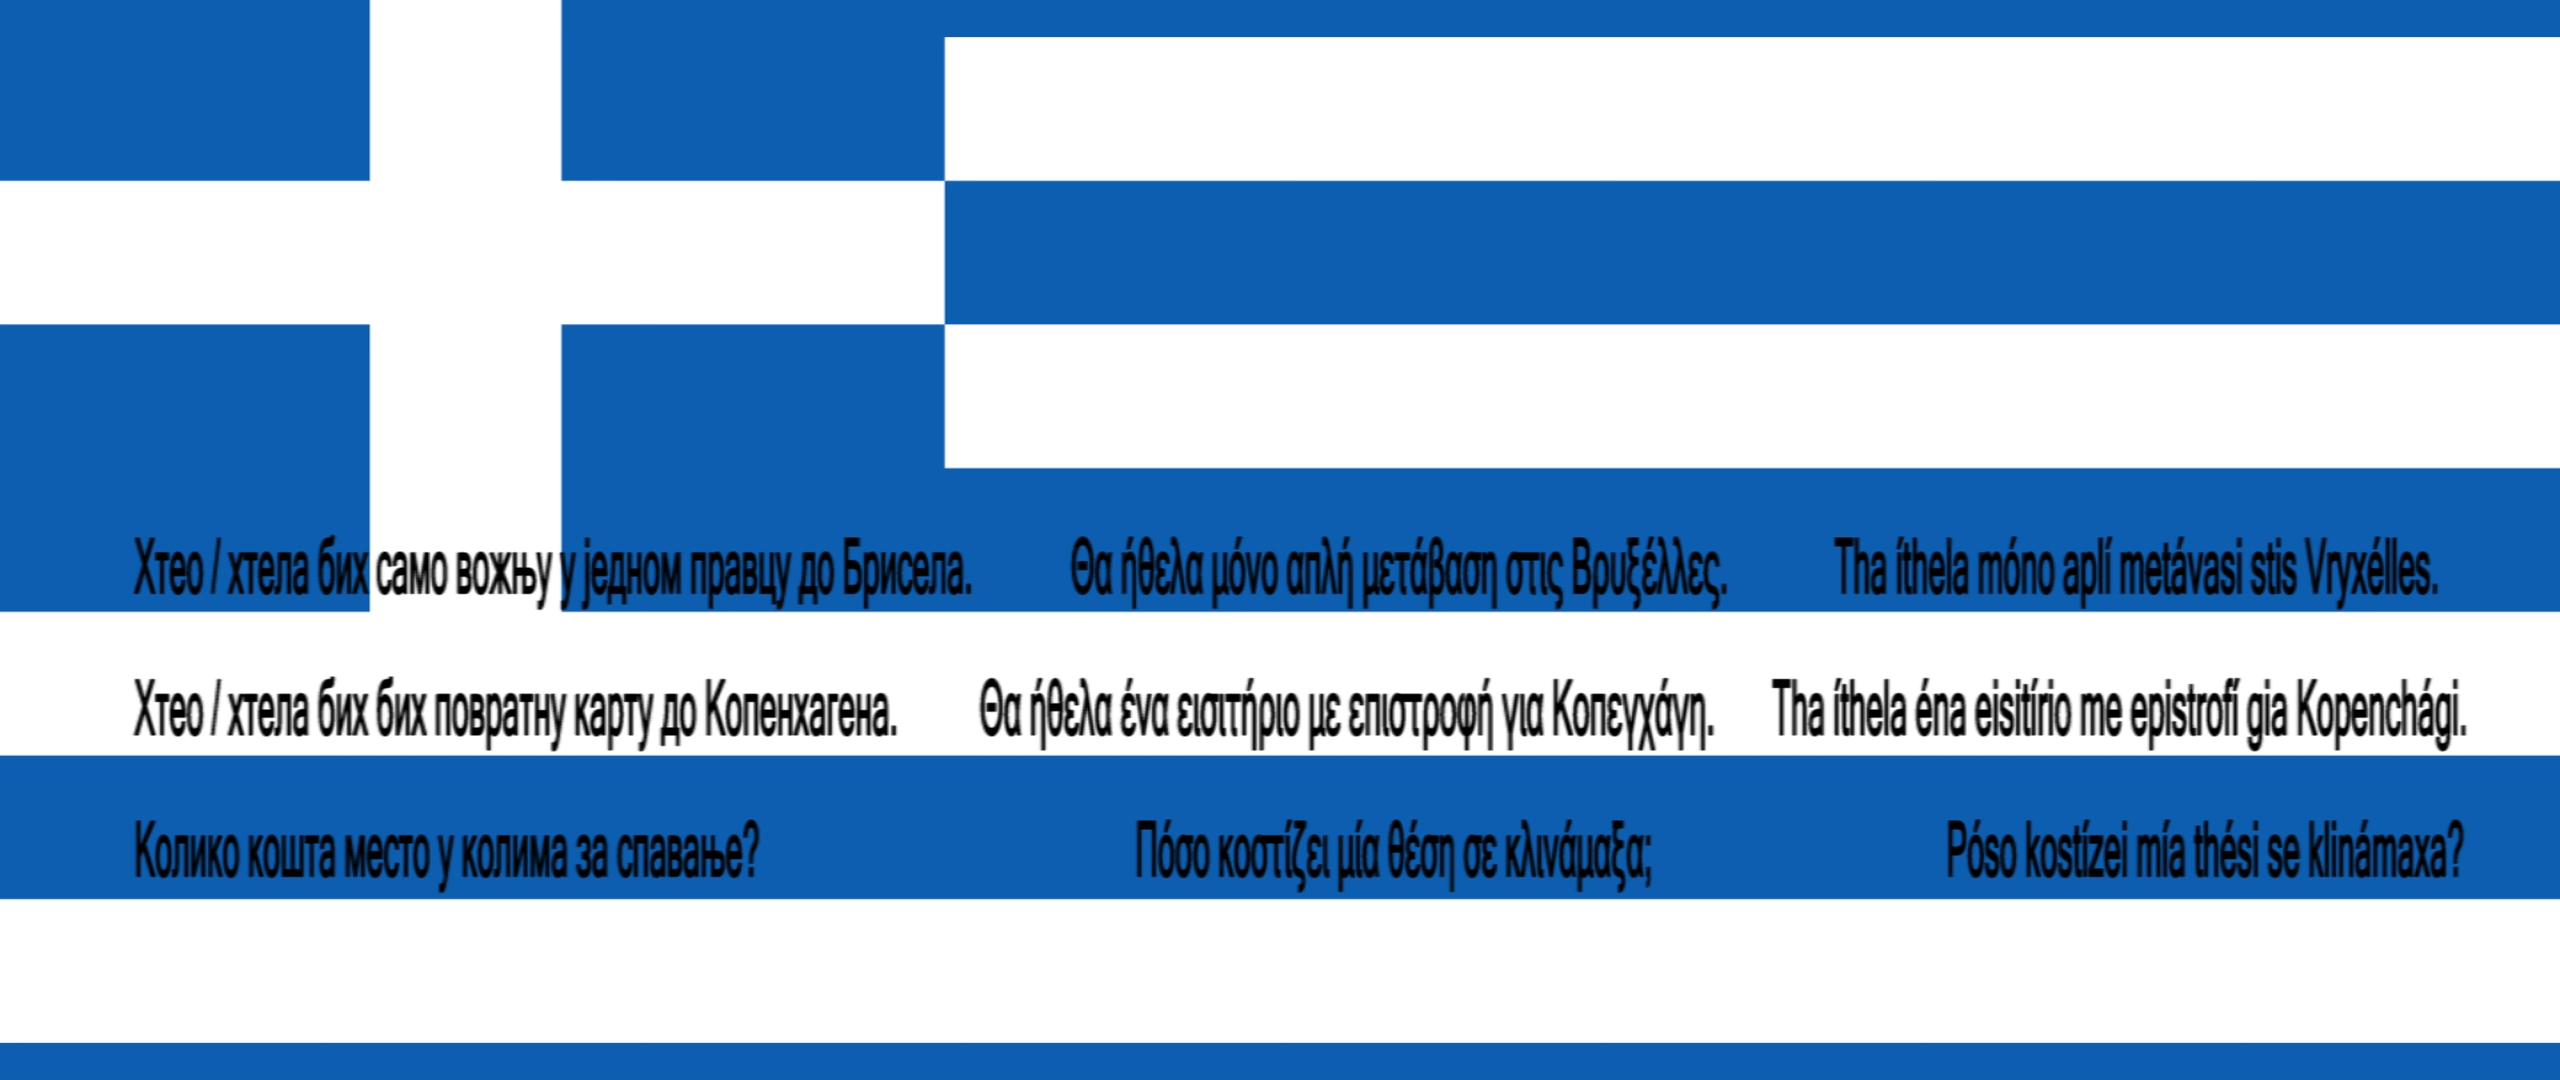 Хтео / хтела бих само вожњу у једном правцу до Брисела. Θα ήθελα μόνο απλή μετάβαση στις Βρυξέλλες. Tha íthela móno aplí metávasi stis Vryxélles.
Хтео / хтела бих бих повратну карту до Копенхагена. Θα ήθελα ένα εισιτήριο με επιστροφή για Κοπεγχάγη. Tha íthela éna eisitírio me epistrofí gia Kopenchági.
Колико кошта место у колима за спавање? Πόσο κοστίζει μία θέση σε κλινάμαξα; Póso kostízei mía thési se klinámaxa?